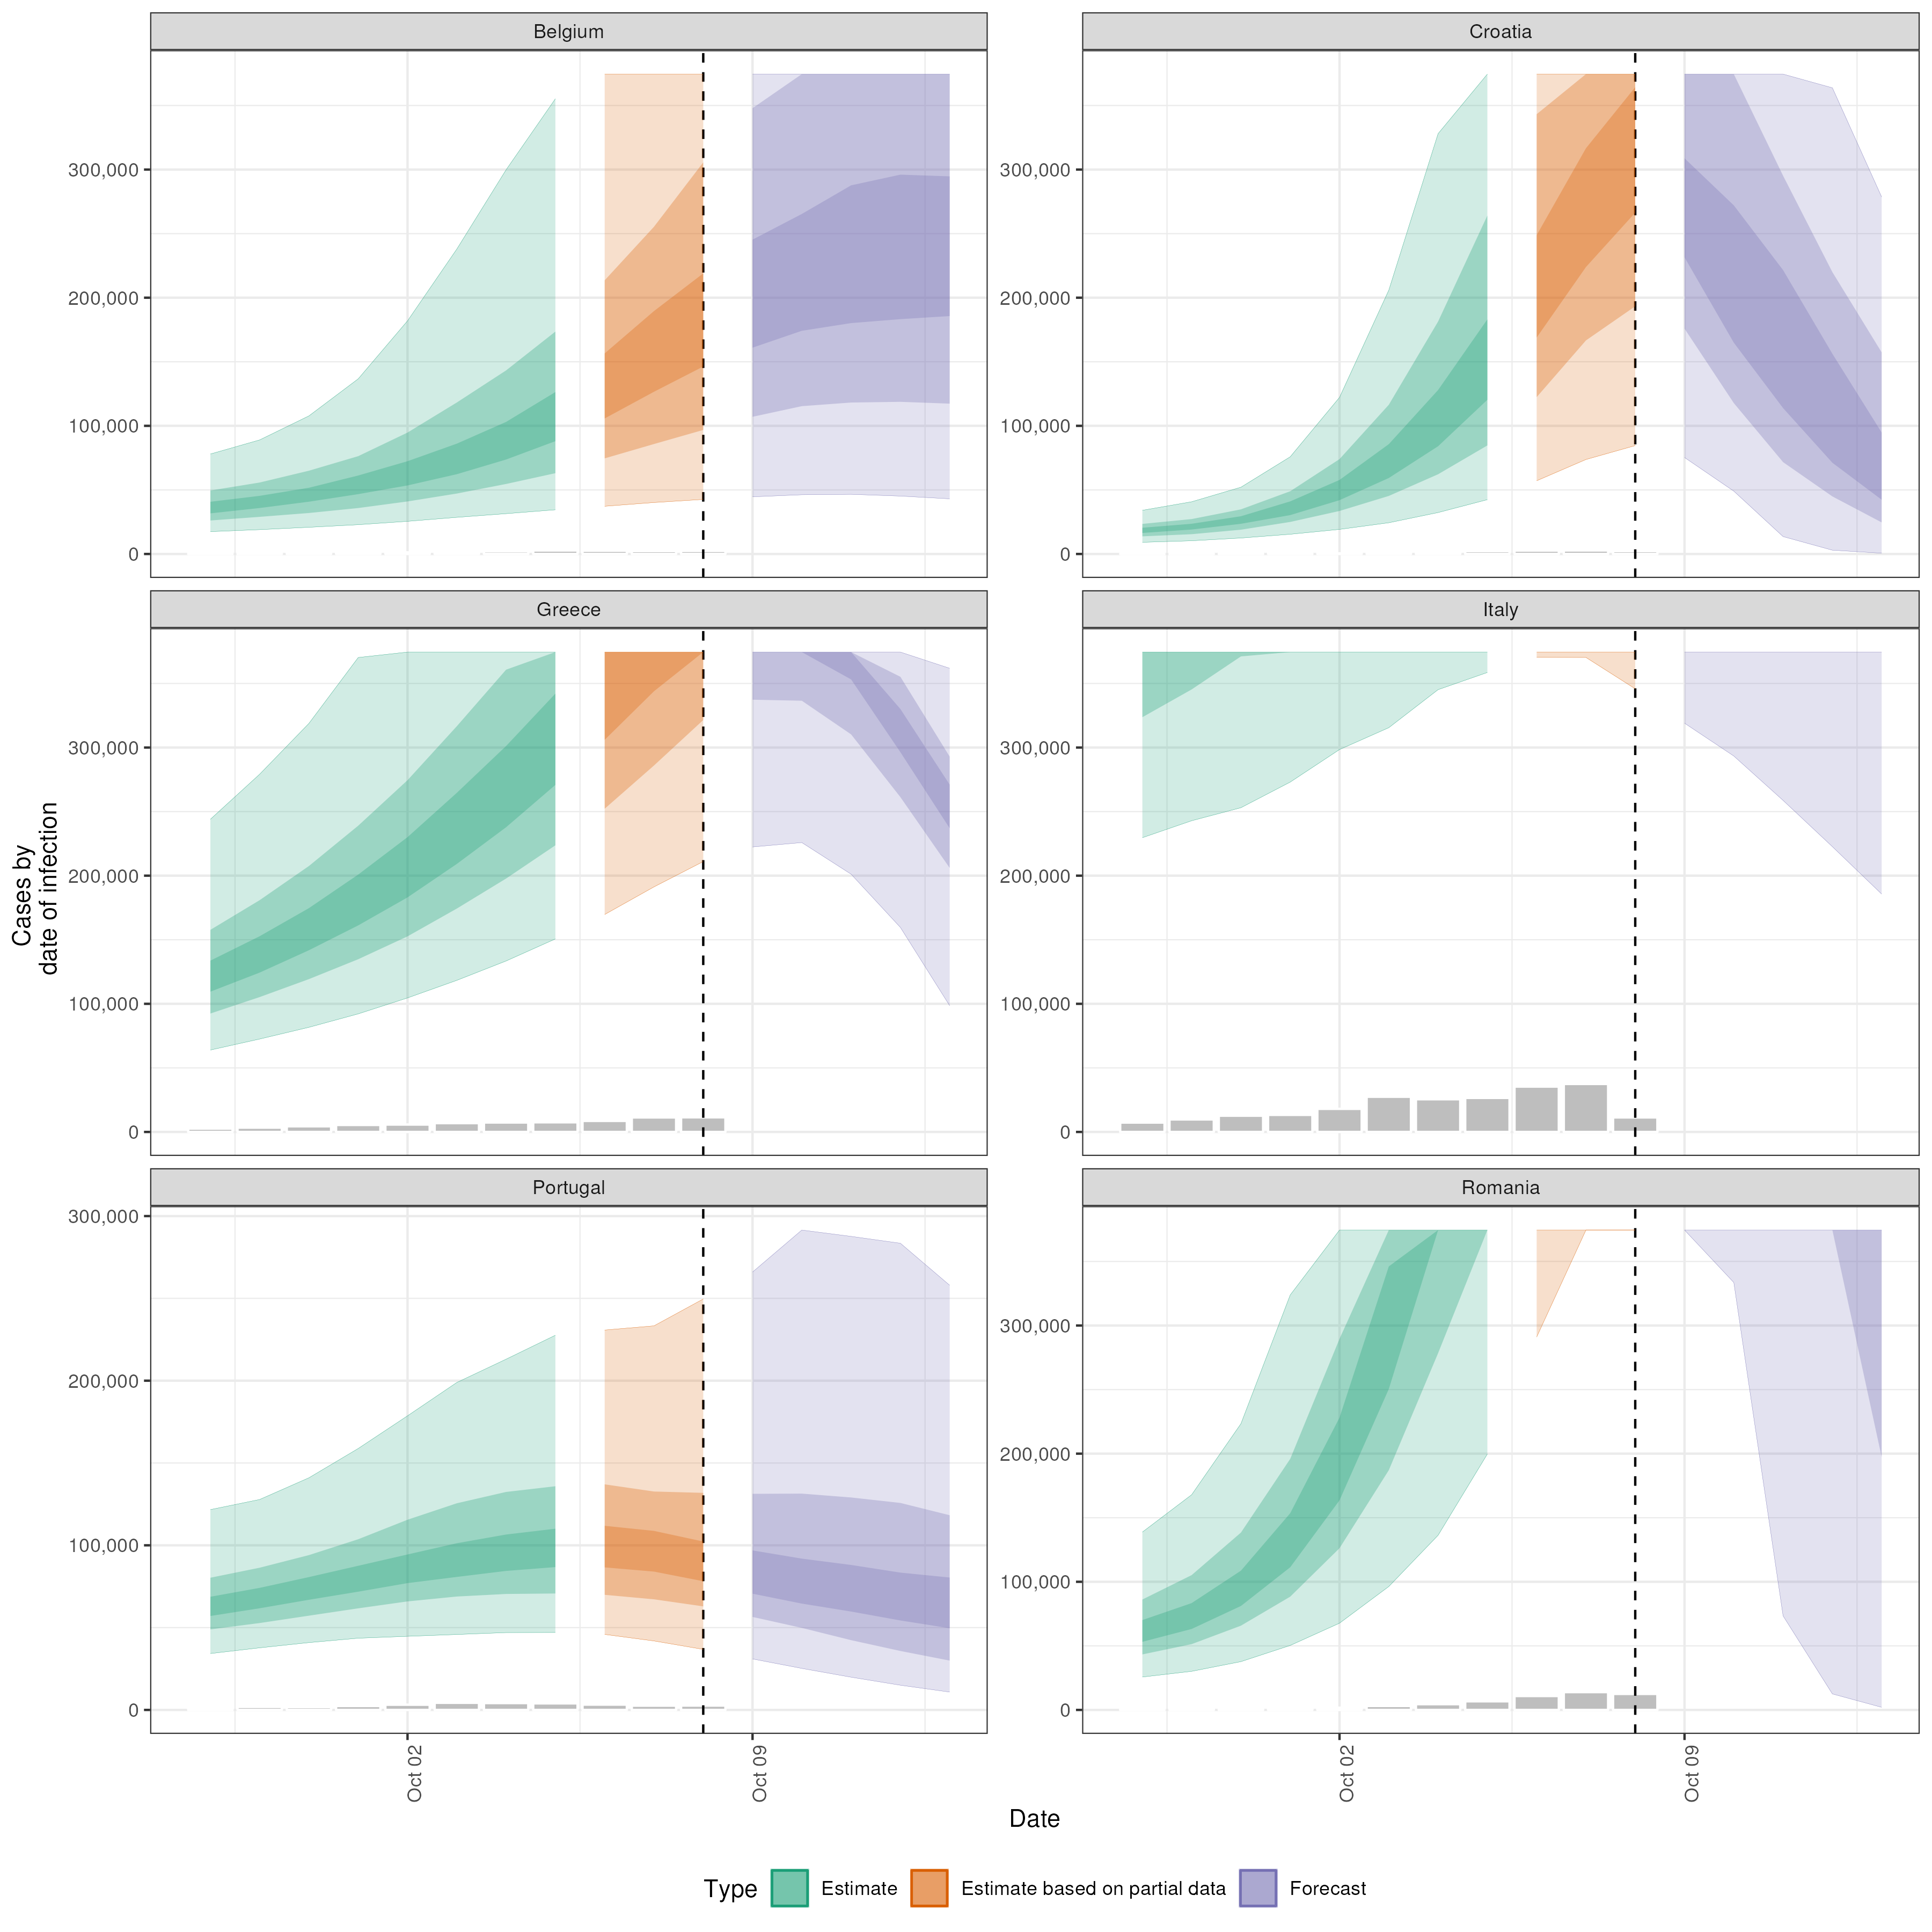 Belgium
Croatia
300,000
200,000
100,000
0
300,000
200,000
100,000
0
Greece
Italy
300,000
200,000
100,000
0
300,000
200,000
100,000
0
Portugal
Romania
300,000
200,000
100,000
0
300,000
200,000
100,000
0
Cases by
date of infection
Oct 02
Oct 09
Oct 02
Oct 09
Date
Type
Estimate
Estimate based on partial data
Forecast